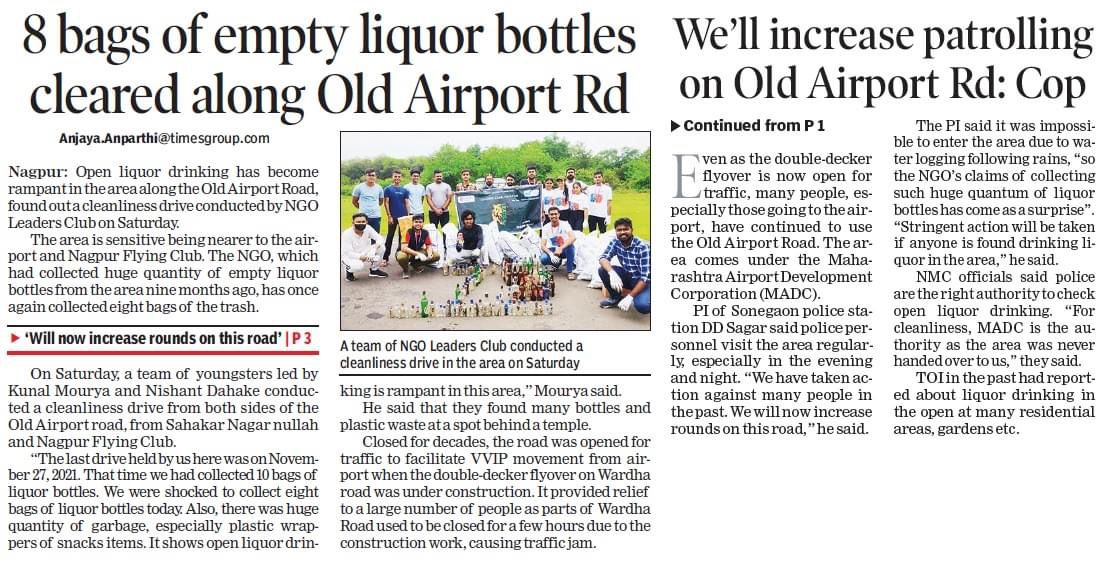 8 bags of empty liquor bottles
cleared along Old Airport Rd
Anjaya.Anparthi@timesgroup.com
Nagpur: Open liquor drinking has become
rampant in the area along the Old Airport Road,
found out a cleanliness drive conducted by NGO
Leaders Club on Saturday.
The area is sensitive being nearer to the air-
port and Nagpur Flying Club. The NGO, which
had collected huge quantity of empty liquor
bottles from the area nine months ago, has once
again collected eight bags of the trash.
‘Will now increase rounds on this road’ | P 3
On Saturday, a team of youngsters led by
Kunal Mourya and Nishant Dahake conduc-
ted a cleanliness drive from both sides of the
Old Airport road, from Sahakar Nagar nullah
and Nagpur Flying Club.
“The last drive held by us here was on Novem-
ber 27, 2021. That time we had collected 10 bags of
liquor bottles. We were shocked to collect eight
bags of liquor bottles today. Also, there was huge
quantity of garbage, especially plastic wrap-
pers of snacks items. It shows open liquor drin-
A team of NGO Leaders Club conducted a
cleanliness drive in the area on Saturday
king is rampant in this area,” Mourya said.
He said that they found many bottles and
plastic waste at a spot behind a temple.
Closed for decades, the road was opened for
traffic to facilitate VVIP movement from air-
port when the double-decker flyover on Wardha
road was under construction. It provided relief
to a large number of people as parts of Wardha
Road used to be closed for a few hours due to the
construction work, causing traffic jam.
We’ll increase patrolling
on Old Airport Rd: Cop
Continued from P 1
Even as the double-decker
flyover is now open for
traffic, many people, es-
pecially those going to the air-
port, have continued to use
the Old Airport Road. The ar-
ea comes under the Maha-
rashtra Airport Development
Corporation (MADC).
PI of Sonegaon police sta-
tion DD Sagar said police per-
sonnel visit the area regular-
ly, especially in the evening
and night. “We have taken ac-
tion against many people in
the past. We will now increase
rounds on this road,” he said.
The PI said it was impossi-
ble to enter the area due to wa-
ter logging following rains, “so
the NGO’s claims of collecting
such huge quantum of liquor
bottles has come as a surprise”.
“Stringent action will be taken
if anyone is found drinking li-
quor in the area,” he said.
NMC officials said police
are the right authority to check
open liquor drinking. “For
cleanliness, MADC is the au-
thority as the area was never
handed over to us,” they said.
TOI in the past had report-
ed about liquor drinking in
the open at many residential
areas, gardens etc.